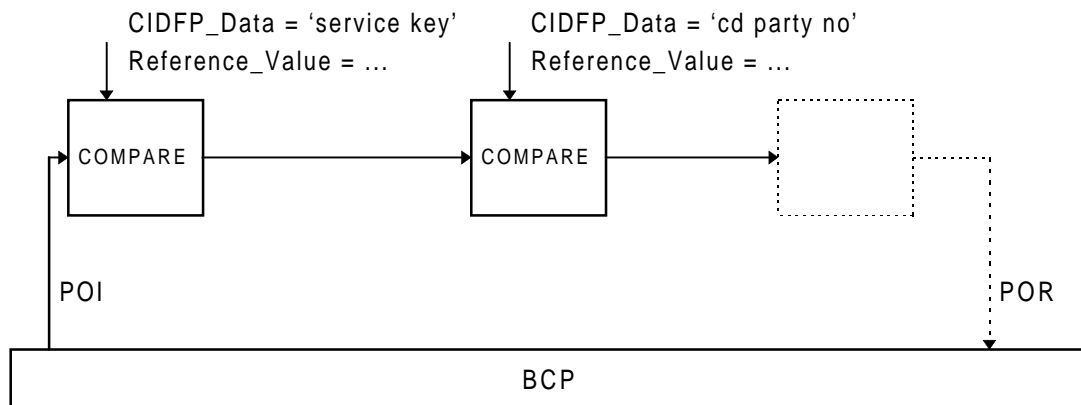 CIDFP_Data = ‘service key’
Reference_Value = ...
CIDFP_Data = ‘cd party no’
Reference_Value = ...
COMPARE
COMPARE
POI
POR
BCP